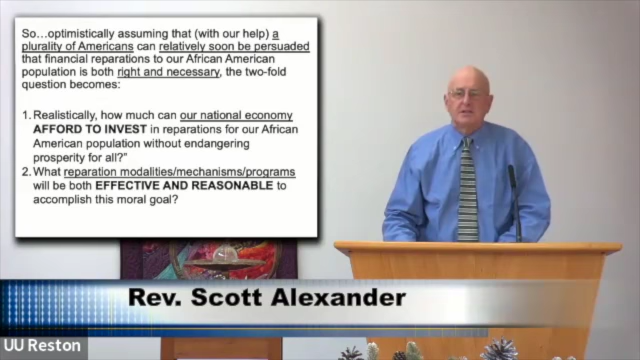 So…optimistically assuming that (with our help) a
plurality of Americans can relatively soon be persuaded
that financial reparations to our African American
population is both right and necessary, the two-fold
question becomes:
1. Realistically, how much can our national economy
AFFORD TO INVEST in reparations for our African
American population without endangering
prosperity for all?”
2. What reparation modalities/mechanisms/programs
will be both EFFECTIVE AND REASONABLE to
accomplish this moral goal?
Rev. Scott Alexander
UU Reston